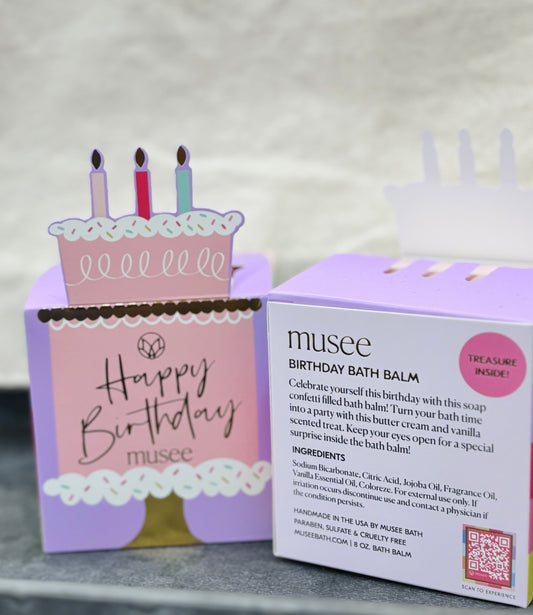 Happy
Birthday
musee
musee
BIRTHDAY BATH BALM
TREASURE
INSIDE!
Celebrate yourself this birthday with this soap
confetti filled bath balm! Turn your bath time
into a party with this butter cream and vanilla
scented treat. Keep your eyes open for a special
surprise inside the bath balm!
INGREDIENTS
Sodium Bicarbonate, Citric Acid, Jojoba Oil, Fragrance Oil,
Vanilla Essential Oil, Coloreze. For external use only. If
irriation occurs discontinue use and contact a physician if
the condition persists.
HANDMADE IN THE USA BY MUSEE BATH
PARABEN, SULFATE & CRUELTY FREE
MUSEEBATH.COM | 8 OZ. BATH BALM
SCAN TO EXPERIENCE